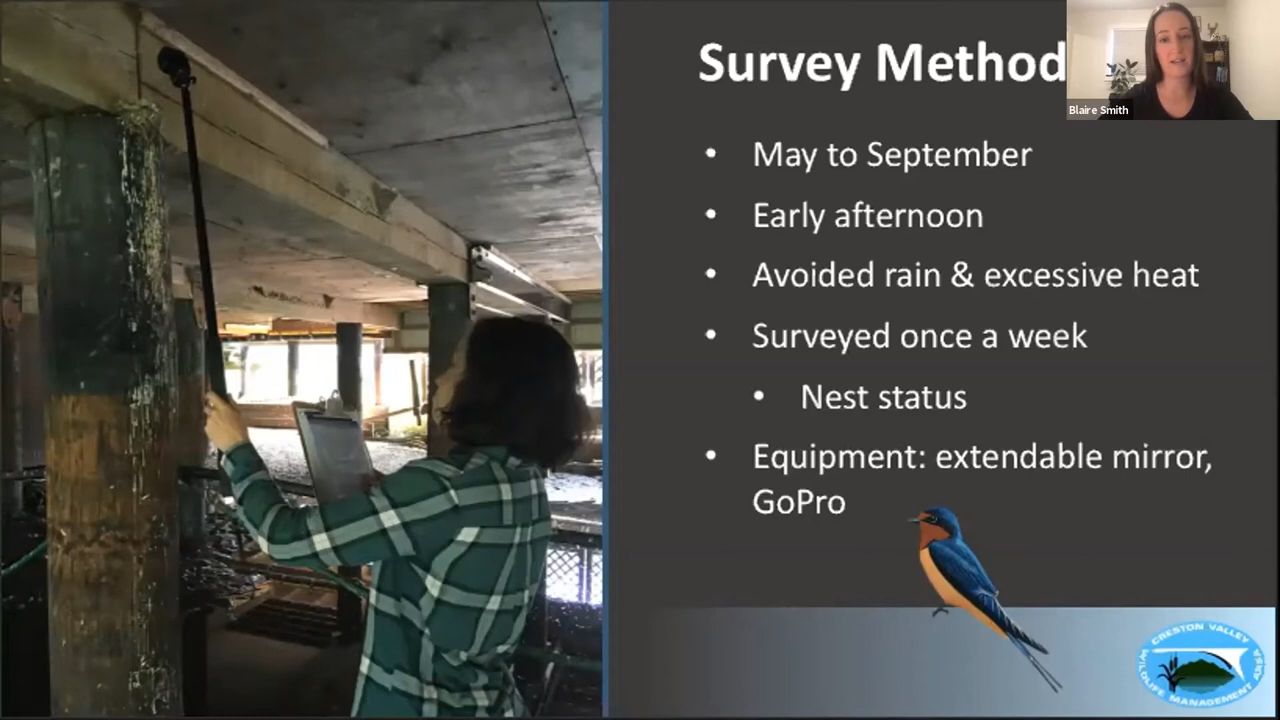 Survey Method
Blaire Smith
• May to September
• Early afternoon
• Avoided rain & excessive heat
• Surveyed once a week
• Nest status
• Equipment: extendable mirror,
GoPro
CRESTON VALLEY
WILDLIFE MANAGEMENT AREA